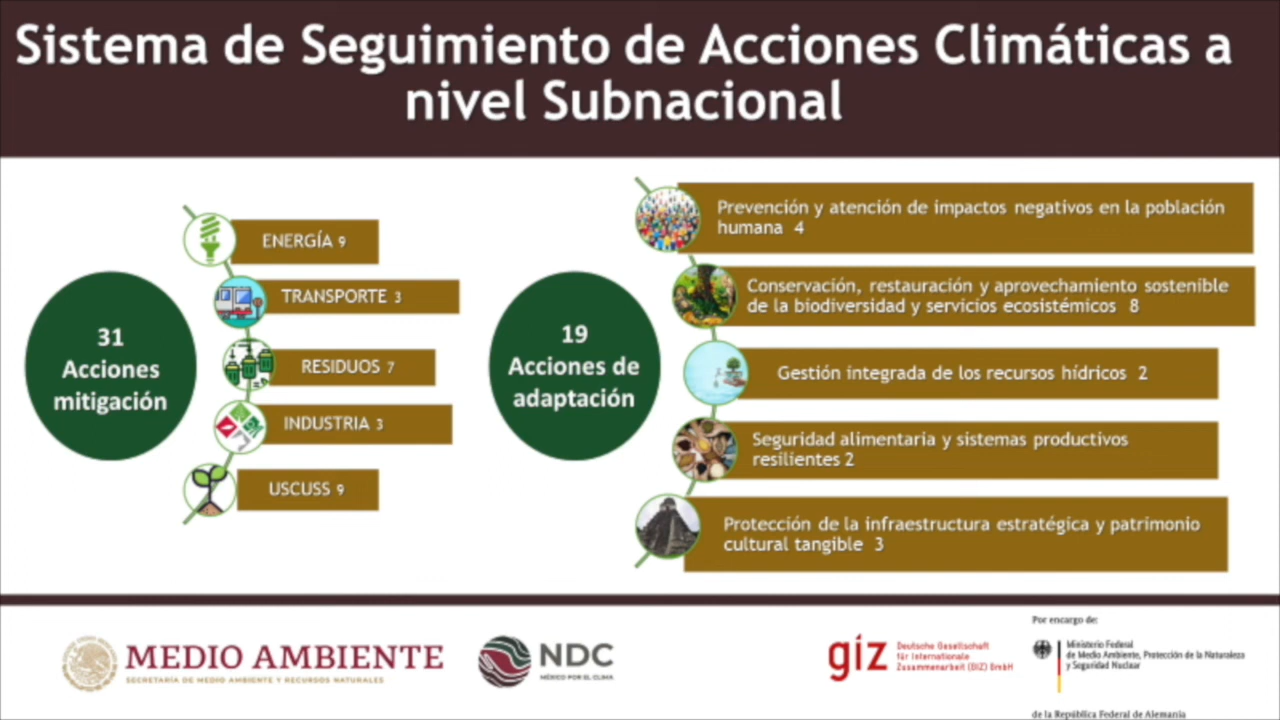 Sistema de Seguimiento de Acciones Climáticas a
nivel Subnacional
31
Acciones
mitigación
ENERGÍA 9
TRANSPORTE 3
RESIDUOS 7
INDUSTRIA 3
USCUSS 9
19
Acciones de
adaptación
Prevención y atención de impactos negativos en la población
humana 4
Conservación, restauración y aprovechamiento sostenible
de la biodiversidad y servicios ecosistémicos 8
Gestión integrada de los recursos hídricos 2
Seguridad alimentaria y sistemas productivos
resilientes 2
Protección de la infraestructura estratégica y patrimonio
cultural tangible 3
MEDIO AMBIENTE
SECRETARÍA DE MEDIO AMBIENTE Y RECURSOS NATURALES
NDC
MÉXICO POR EL CLIMA
giz
Deutsche Gesellschaft
für Internationale
Zusammenarbeit (GIZ) GmbH
Por encargo de:
Ministerio Federal
de Medio Ambiente, Protección de la Naturaleza
y Seguridad Nuclear
de la República Federal de Alemania